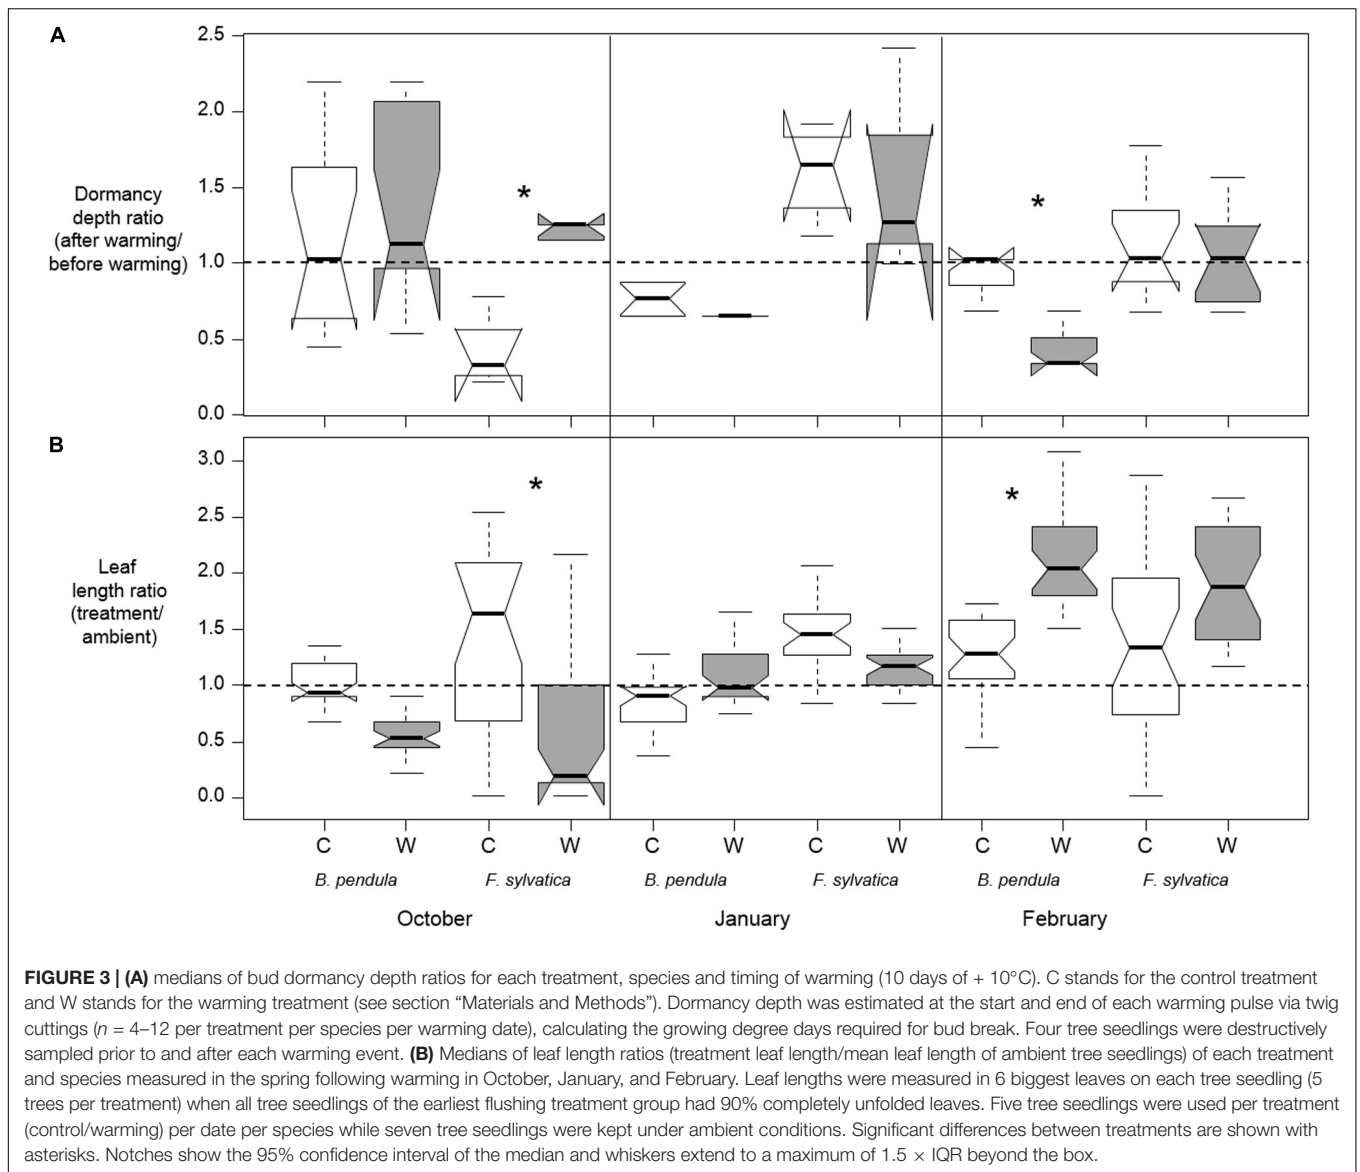 A
2.5
2.0
1.5
1.0
0.5
0.0
Dormancy
depth ratio
(after warming/
before warming)
*
*
B
3.0
2.5
2.0
1.5
1.0
0.5
0.0
Leaf
length ratio
(treatment/
ambient)
*
*
C W C W C W C W C W C W
B. pendula F. sylvatica B. pendula F. sylvatica B. pendula F. sylvatica
October January February
FIGURE 3 | (A) medians of bud dormancy depth ratios for each treatment, species and timing of warming (10 days of + 10°C). C stands for the control treatment
and W stands for the warming treatment (see section “Materials and Methods”). Dormancy depth was estimated at the start and end of each warming pulse via twig
cuttings (n = 4–12 per treatment per species per warming date), calculating the growing degree days required for bud break. Four tree seedlings were destructively
sampled prior to and after each warming event. (B) Medians of leaf length ratios (treatment leaf length/mean leaf length of ambient tree seedlings) of each treatment
and species measured in the spring following warming in October, January, and February. Leaf lengths were measured in 6 biggest leaves on each tree seedling (5
trees per treatment) when all tree seedlings of the earliest flushing treatment group had 90% completely unfolded leaves. Five tree seedlings were used per treatment
(control/warming) per date per species while seven tree seedlings were kept under ambient conditions. Significant differences between treatments are shown with
asterisks. Notches show the 95% confidence interval of the median and whiskers extend to a maximum of 1.5 × IQR beyond the box.